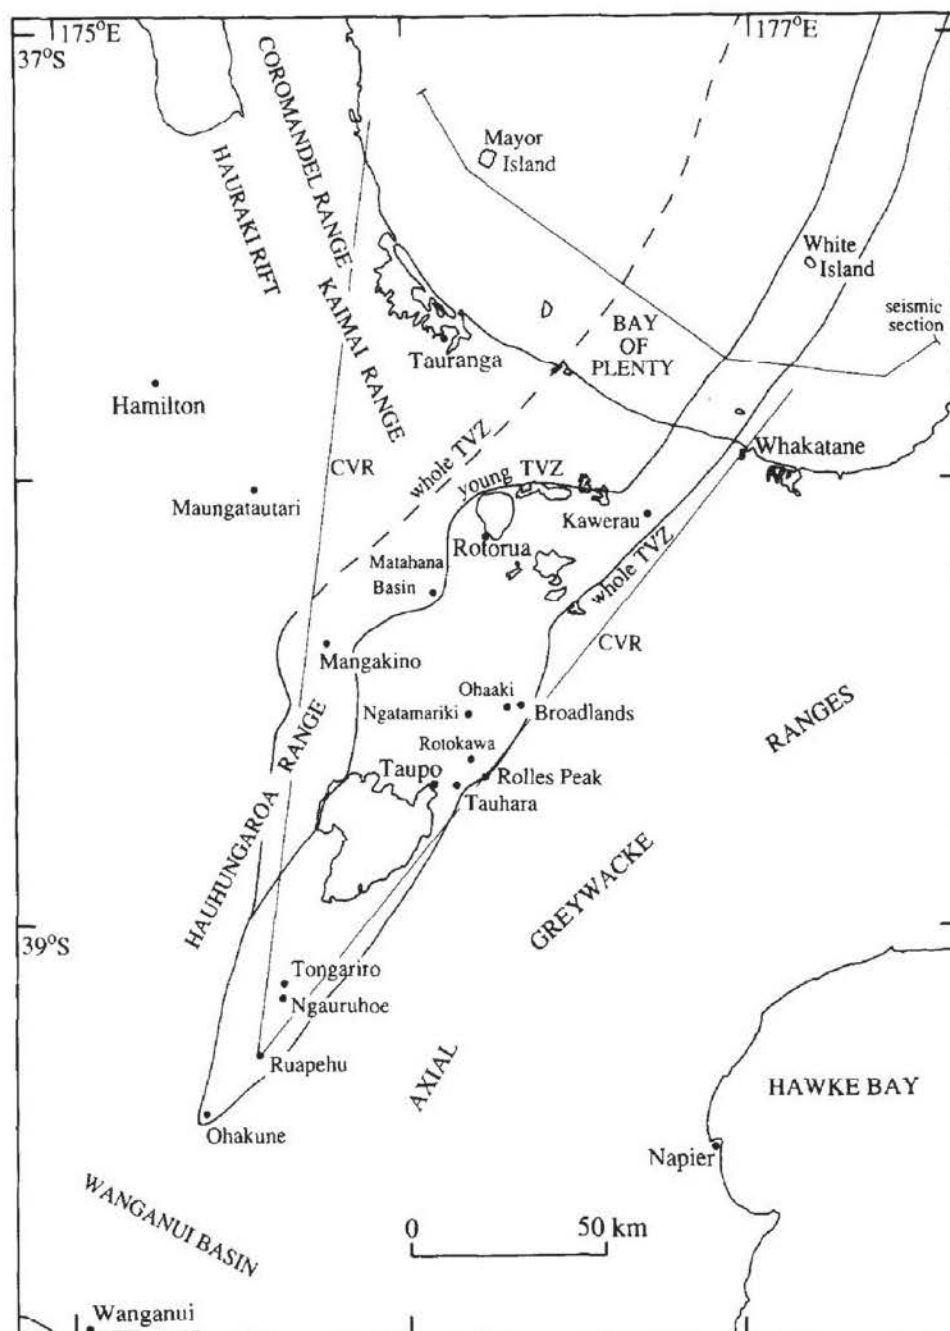 175°E
177°E
37°S
COROMANDEL RANGE
HAURAKI RIFT
Mayor
Island
White
Island
KAIMAI RANGE
seismic
section
BAY
OF
PLENTY
Tauranga
Hamilton
CVR
whole TVZ
young TVZ
Whakatane
Maungatautari
Kawerau
Rotorua
Matahana
Basin
whole TVZ
CVR
Mangakino
Ohaaki
Ngatamariki
Broadlands
RANGES
Rotokawa
Taupo
Rolles Peak
Tauhara
HAUHUNGAROA RANGE
GREYWACKE
39°S
Tongariro
Ngauruhoe
Ruapehu
AXIAL
HAWKE BAY
Ohakune
Napier
WANGANUI BASIN
0 50 km
Wanganui